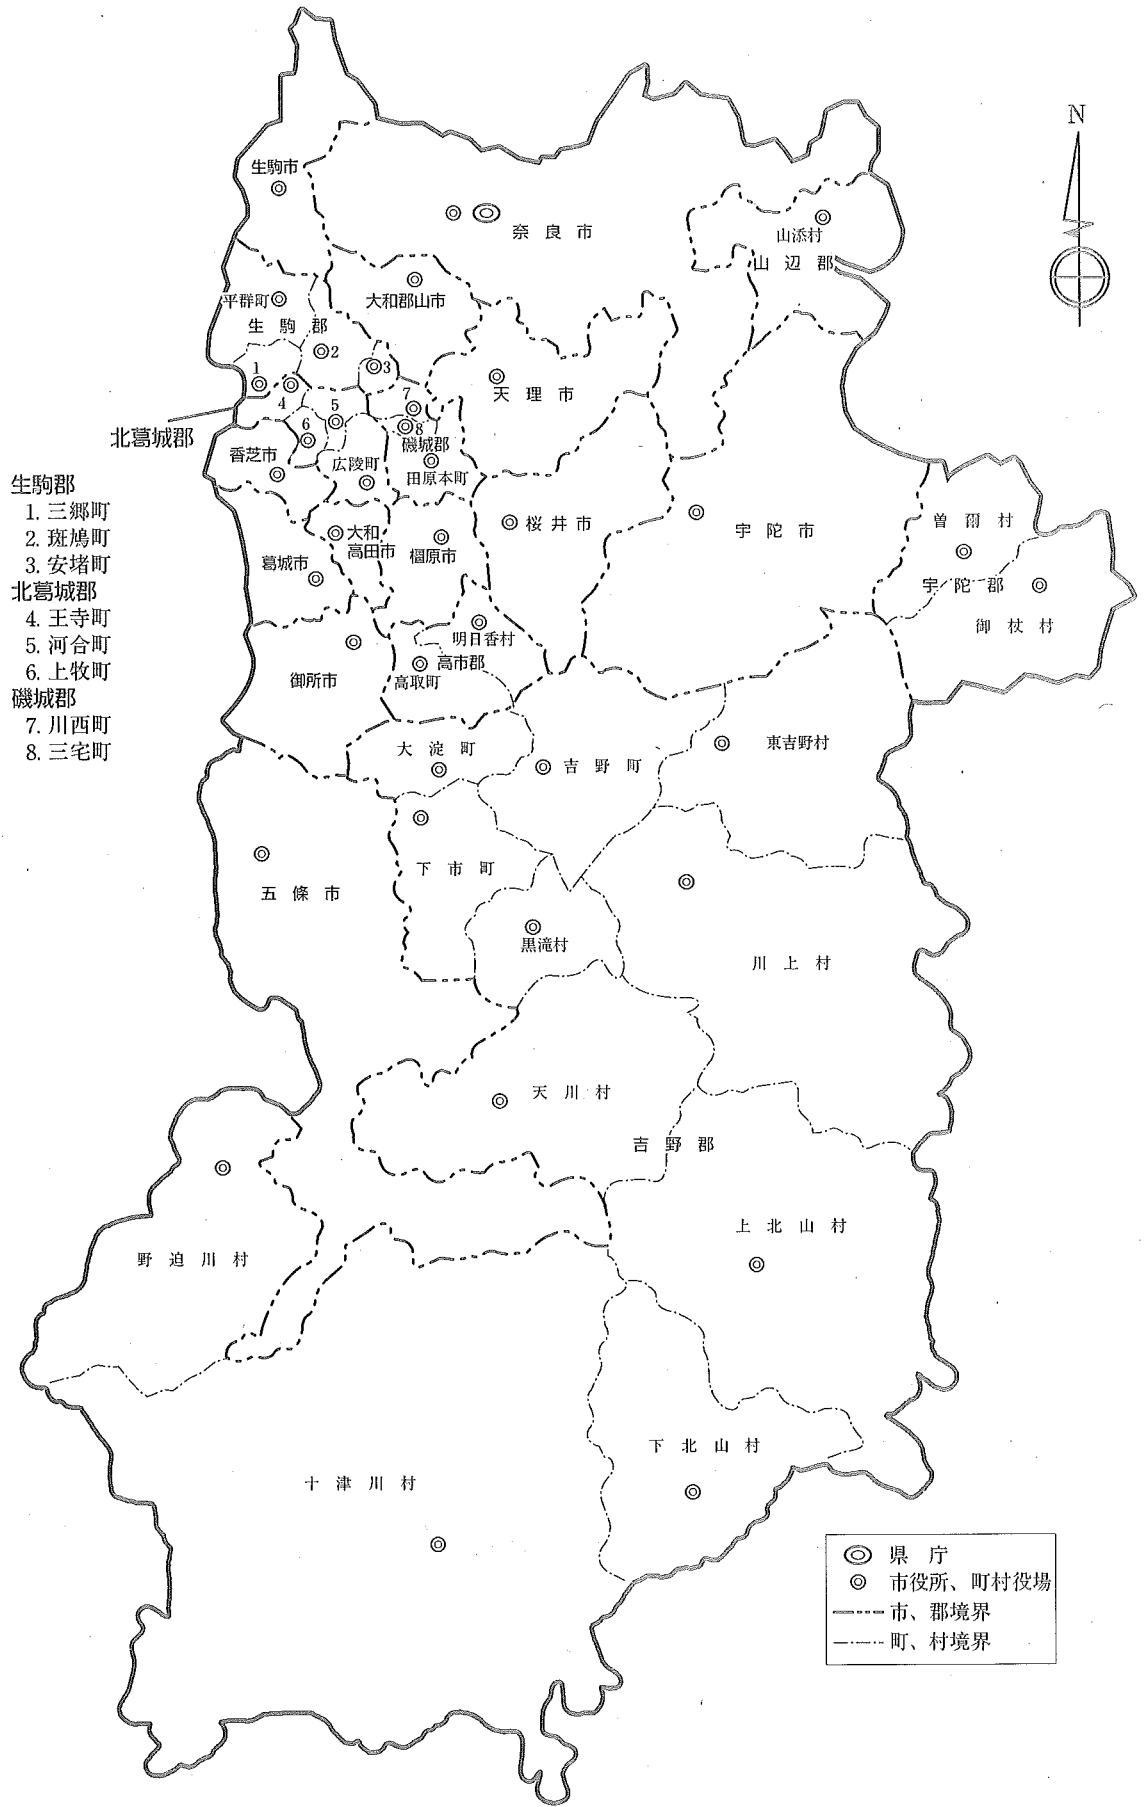 N
生駒市
奈良市
山添村
山辺郡
平群町
大和郡山市
生駒郡
2
3
1
4
5
7
天理市
6
8
北葛城郡
磯城郡
香芝市
広陵町
田原本町
生駒郡
1. 三郷町
2. 斑鳩町
3. 安堵町
北葛城郡
4. 王寺町
5. 河合町
6. 上牧町
磯城郡
7. 川西町
8. 三宅町
大和
高田市
橿原市
桜井市
宇陀市
曽爾村
宇陀郡
御杖村
葛城市
明日香村
高市郡
高取町
御所市
大淀町
吉野町
東吉野村
下市町
五條市
黒滝村
川上村
天川村
吉野郡
上北山村
野迫川村
下北山村
十津川村
県庁
市役所、町村役場
市、郡境界
町、村境界